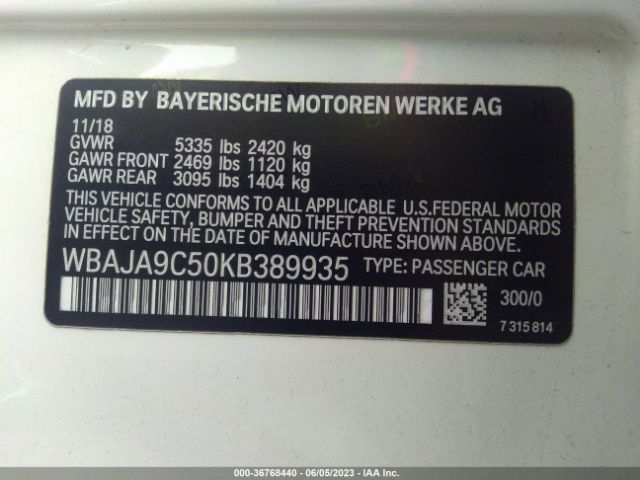 MFD BY BAYERISCHE MOTOREN WERKE AG
11/18
GVWR 5335 lbs 2420 kg
GAWR FRONT 2469 lbs 1120 kg
GAWR REAR 3095 lbs 1404 kg
THIS VEHICLE CONFORMS TO ALL APPLICABLE U.S.FEDERAL MOTOR
VEHICLE SAFETY, BUMPER AND THEFT PREVENTION STANDARDS
IN EFFECT ON THE DATE OF MANUFACTURE SHOWN ABOVE.
WBAJA9C50KB389935 TYPE: PASSENGER CAR
300/0
7 315 814
000-36768440 - 06/05/2023 - IAA Inc.